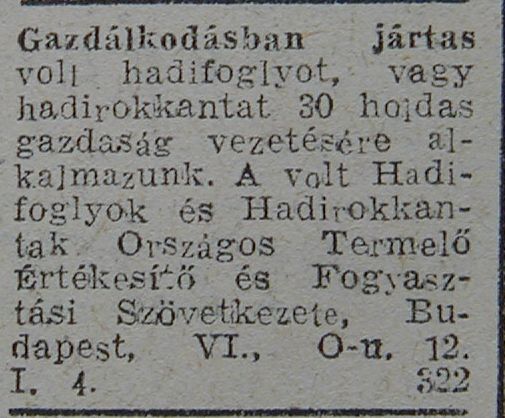 Gazdálkodásban jártas
volt hadifoglyot, vagy
hadirokkantat 30 holdas
gazdaság vezetésére al-
kalmazunk. A volt Hadi-
foglyok és Hadirokkan-
tak Országos Termelő
Értékesítő és Fogyasz-
tási Szövetkezete, Bu-
dapest, VI., O-u. 12.
I. 4. 322